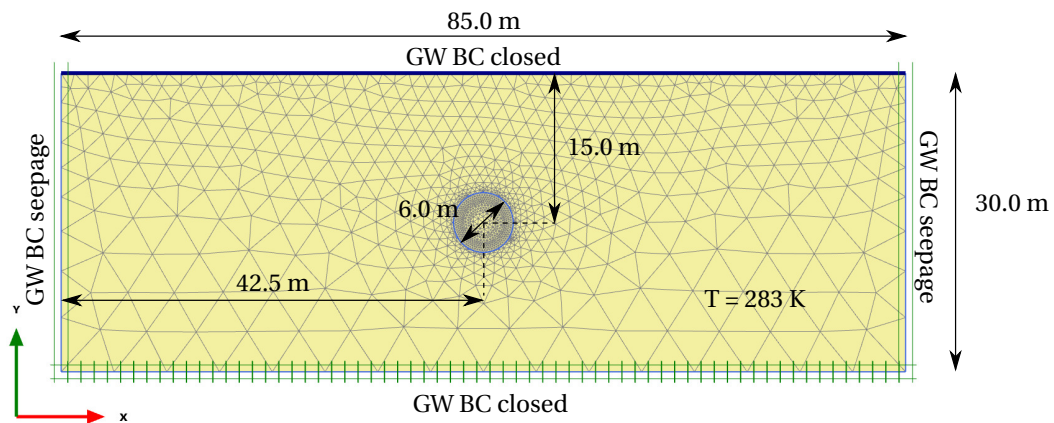 85.0 m
GW BC closed
GW BC seepage
15.0 m
6.0 m
GW BC seepage
30.0 m
42.5 m
T = 283 K
Y
GW BC closed
X